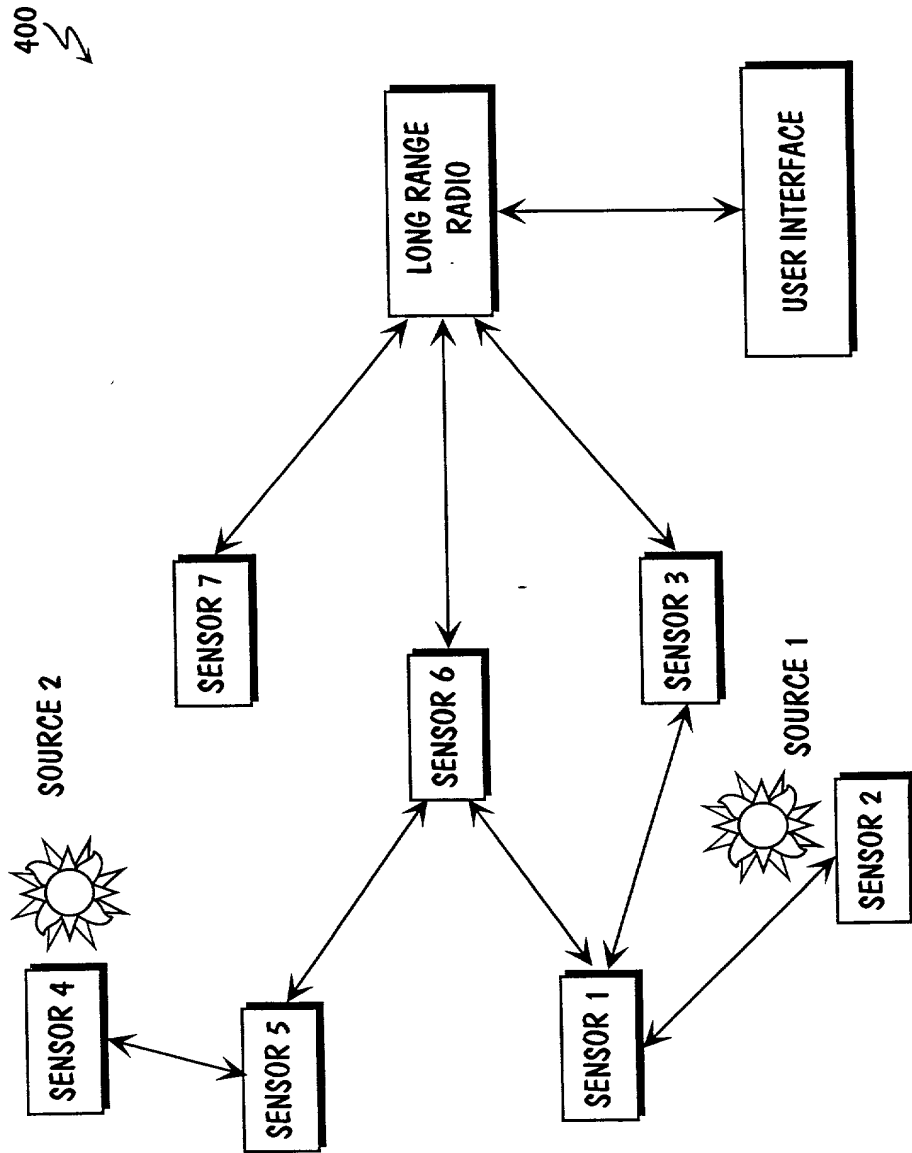 400
SOURCE 2
SENSOR 4
SENSOR 5
SENSOR 7
SENSOR 6
LONG RANGE
RADIO
SENSOR 1
SENSOR 3
SOURCE 1
SENSOR 2
USER INTERFACE